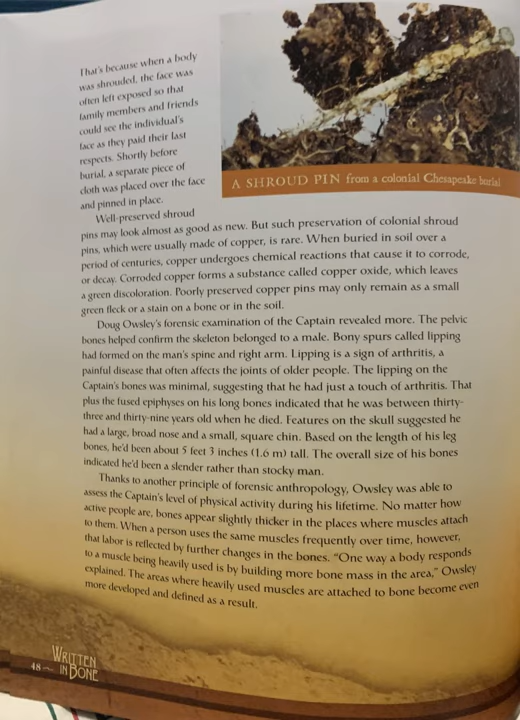 That's because when a body
was shrouded, the face was
often left exposed so that
family members and friends
could see the individual's
face as they paid their last
respects. Shortly before
burial, a separate piece of
cloth was placed over the face
and pinned in place.
A SHROUD PIN from a colonial Chesapeake burial
Well-preserved shroud
pins may look almost as good as new. But such preservation of colonial shroud
pins, which were usually made of copper, is rare. When buried in soil over a
period of centuries, copper undergoes chemical reactions that cause it to corrode,
or decay. Corroded copper forms a substance called copper oxide, which leaves
a green discoloration. Poorly preserved copper pins may only remain as a small
green fleck or a stain on a bone or in the soil.
Doug Owsley's forensic examination of the Captain revealed more. The pelvic
bones helped confirm the skeleton belonged to a male. Bony spurs called lipping
had formed on the man's spine and right arm. Lipping is a sign of arthritis, a
painful disease that often affects the joints of older people. The lipping on the
Captain's bones was minimal, suggesting that he had just a touch of arthritis. That
plus the fused epiphyses on his long bones indicated that he was between thirty-
three and thirty-nine years old when he died. Features on the skull suggested he
had a large, broad nose and a small, square chin. Based on the length of his leg
bones, he'd been about 5 feet 3 inches (1.6 m) tall. The overall size of his bones
indicated he'd been a slender rather than stocky man.
Thanks to another principle of forensic anthropology, Owsley was able to
assess the Captain's level of physical activity during his lifetime. No matter how
active people are, bones appear slightly thicker in the places where muscles attach
to them. When a person uses the same muscles frequently over time, however,
that labor is reflected by further changes in the bones. "One way a body responds
to a muscle being heavily used is by building more bone mass in the area," Owsley
explained. The areas where heavily used muscles are attached to bone become even
more developed and defined as a result.
48
WRITTEN
IN BONE